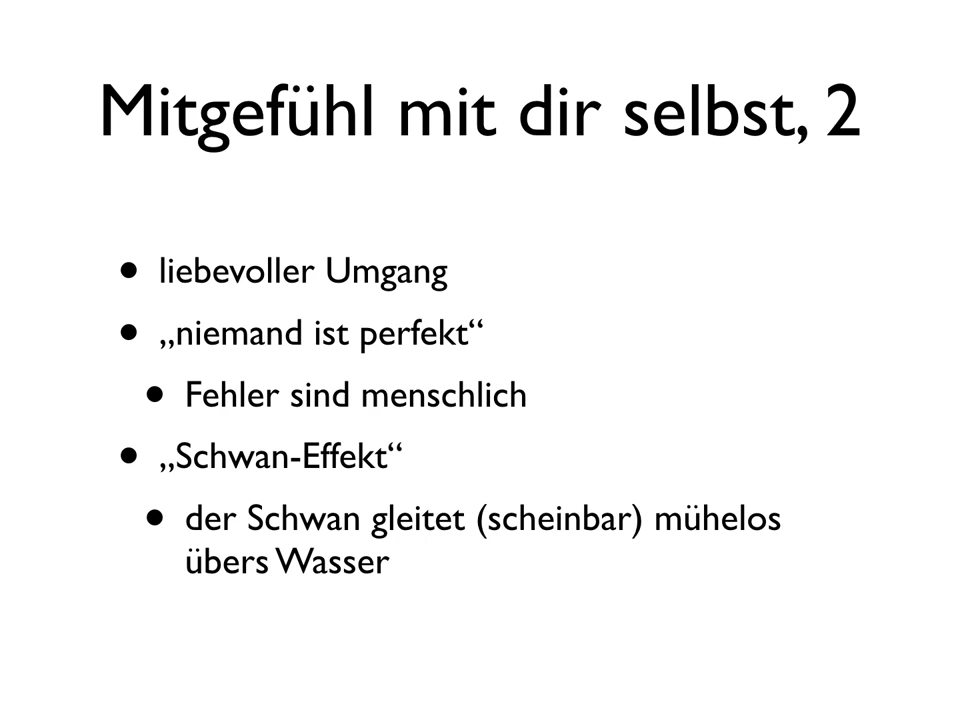 Mitgefühl mit dir selbst, 2
• liebevoller Umgang
• „niemand ist perfekt“
• Fehler sind menschlich
• „Schwan-Effekt“
• der Schwan gleitet (scheinbar) mühelos
übers Wasser